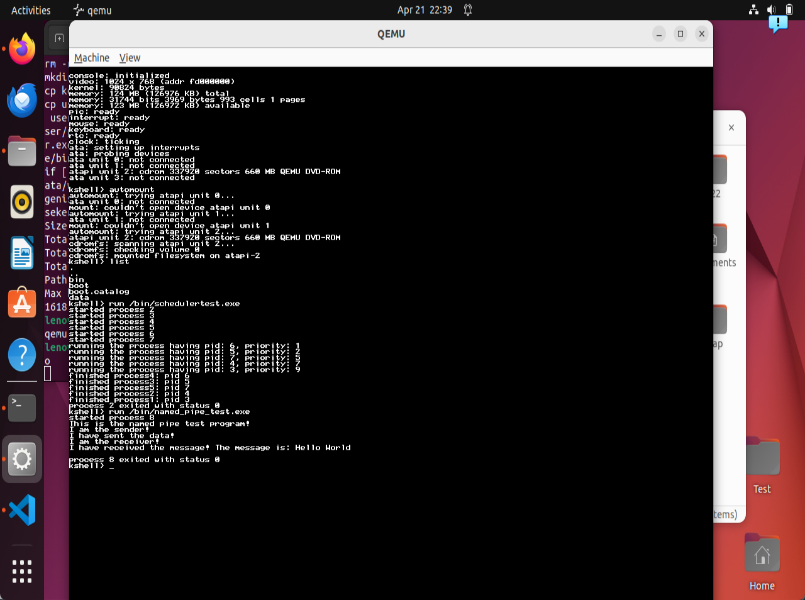 Activities
qemu
Apr 21 22:39
QEMU
Machine View
rm -
mkdi
cp k
cp u
use
ser/
r.exe
e/bin
if [
ata/
geni
seke
Size
Tota
Tota
Tota
Path
Max
1618
leno
qemu
leno
o
console: initialized
video: 1024 x 768 (addr fd000000)
kernel: 90824 bytes
memory: 124 MB (126976 KB) total
memory: 31744 bits 3969 bytes 993 cells 1 pages
memory: 123 MB (126972 KB) available
pic: ready
interrupt: ready
mouse: ready
keyboard: ready
rtc: ready
clock: ticking
ata: setting up interrupts
ata: probing devices
ata unit 0: not connected
ata unit 1: not connected
atapi unit 2: cdrom 337920 sectors 660 MB QEMU DVD-ROM
ata unit 3: not connected
kshell> automount
automount: trying atapi unit 0...
ata unit 0: not connected
mount: couldn't open device atapi unit 0
automount: trying atapi unit 1...
ata unit 1: not connected
mount: couldn't open device atapi unit 1
automount: trying atapi unit 2...
atapi unit 2: cdrom 337920 sectors 660 MB QEMU DVD-ROM
cdromfs: scanning atapi unit 2...
cdromfs: checking volume 0
cdromfs: mounted filesystem on atapi-2
kshell> list
.
..
bin
boot
boot.catalog
data
kshell> run /bin/schedulertest.exe
started process 2
started process 3
started process 4
started process 5
started process 6
started process 7
running the process having pid: 6, priority: 1
running the process having pid: 5, priority: 2
running the process having pid: 7, priority: 5
running the process having pid: 4, priority: 7
running the process having pid: 3, priority: 9
finished process4: pid 6
finished process3: pid 5
finished process5: pid 7
finished process2: pid 4
finished process1: pid 3
process 2 exited with status 0
kshell> run /bin/named_pipe_test.exe
started process 8
This is the named pipe test program!
I am the sender!
I have sent the data!
I am the receiver!
I have received the message! The message is: Hello World
process 8 exited with status 0
kshell> _
22
ments
ap
tems)
Test
Home